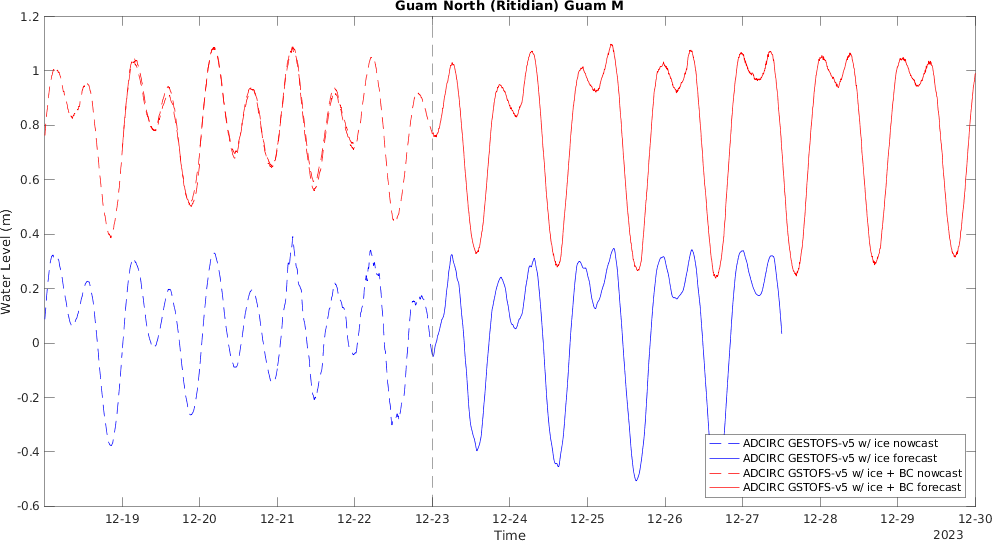 Guam North (Ritidian) Guam M
1.2
1
0.8
0.6
0.4
0.2
0
-0.2
-0.4
-0.6
Water Level (m)
ADCIRC GESTOFS-v5 w/ ice nowcast
ADCIRC GESTOFS-v5 w/ ice forecast
ADCIRC GSTOFS-v5 w/ ice + BC nowcast
ADCIRC GSTOFS-v5 w/ ice + BC forecast
12-19 12-20 12-21 12-22 12-23 12-24 12-25 12-26 12-27 12-28 12-29 12-30
Time
2023